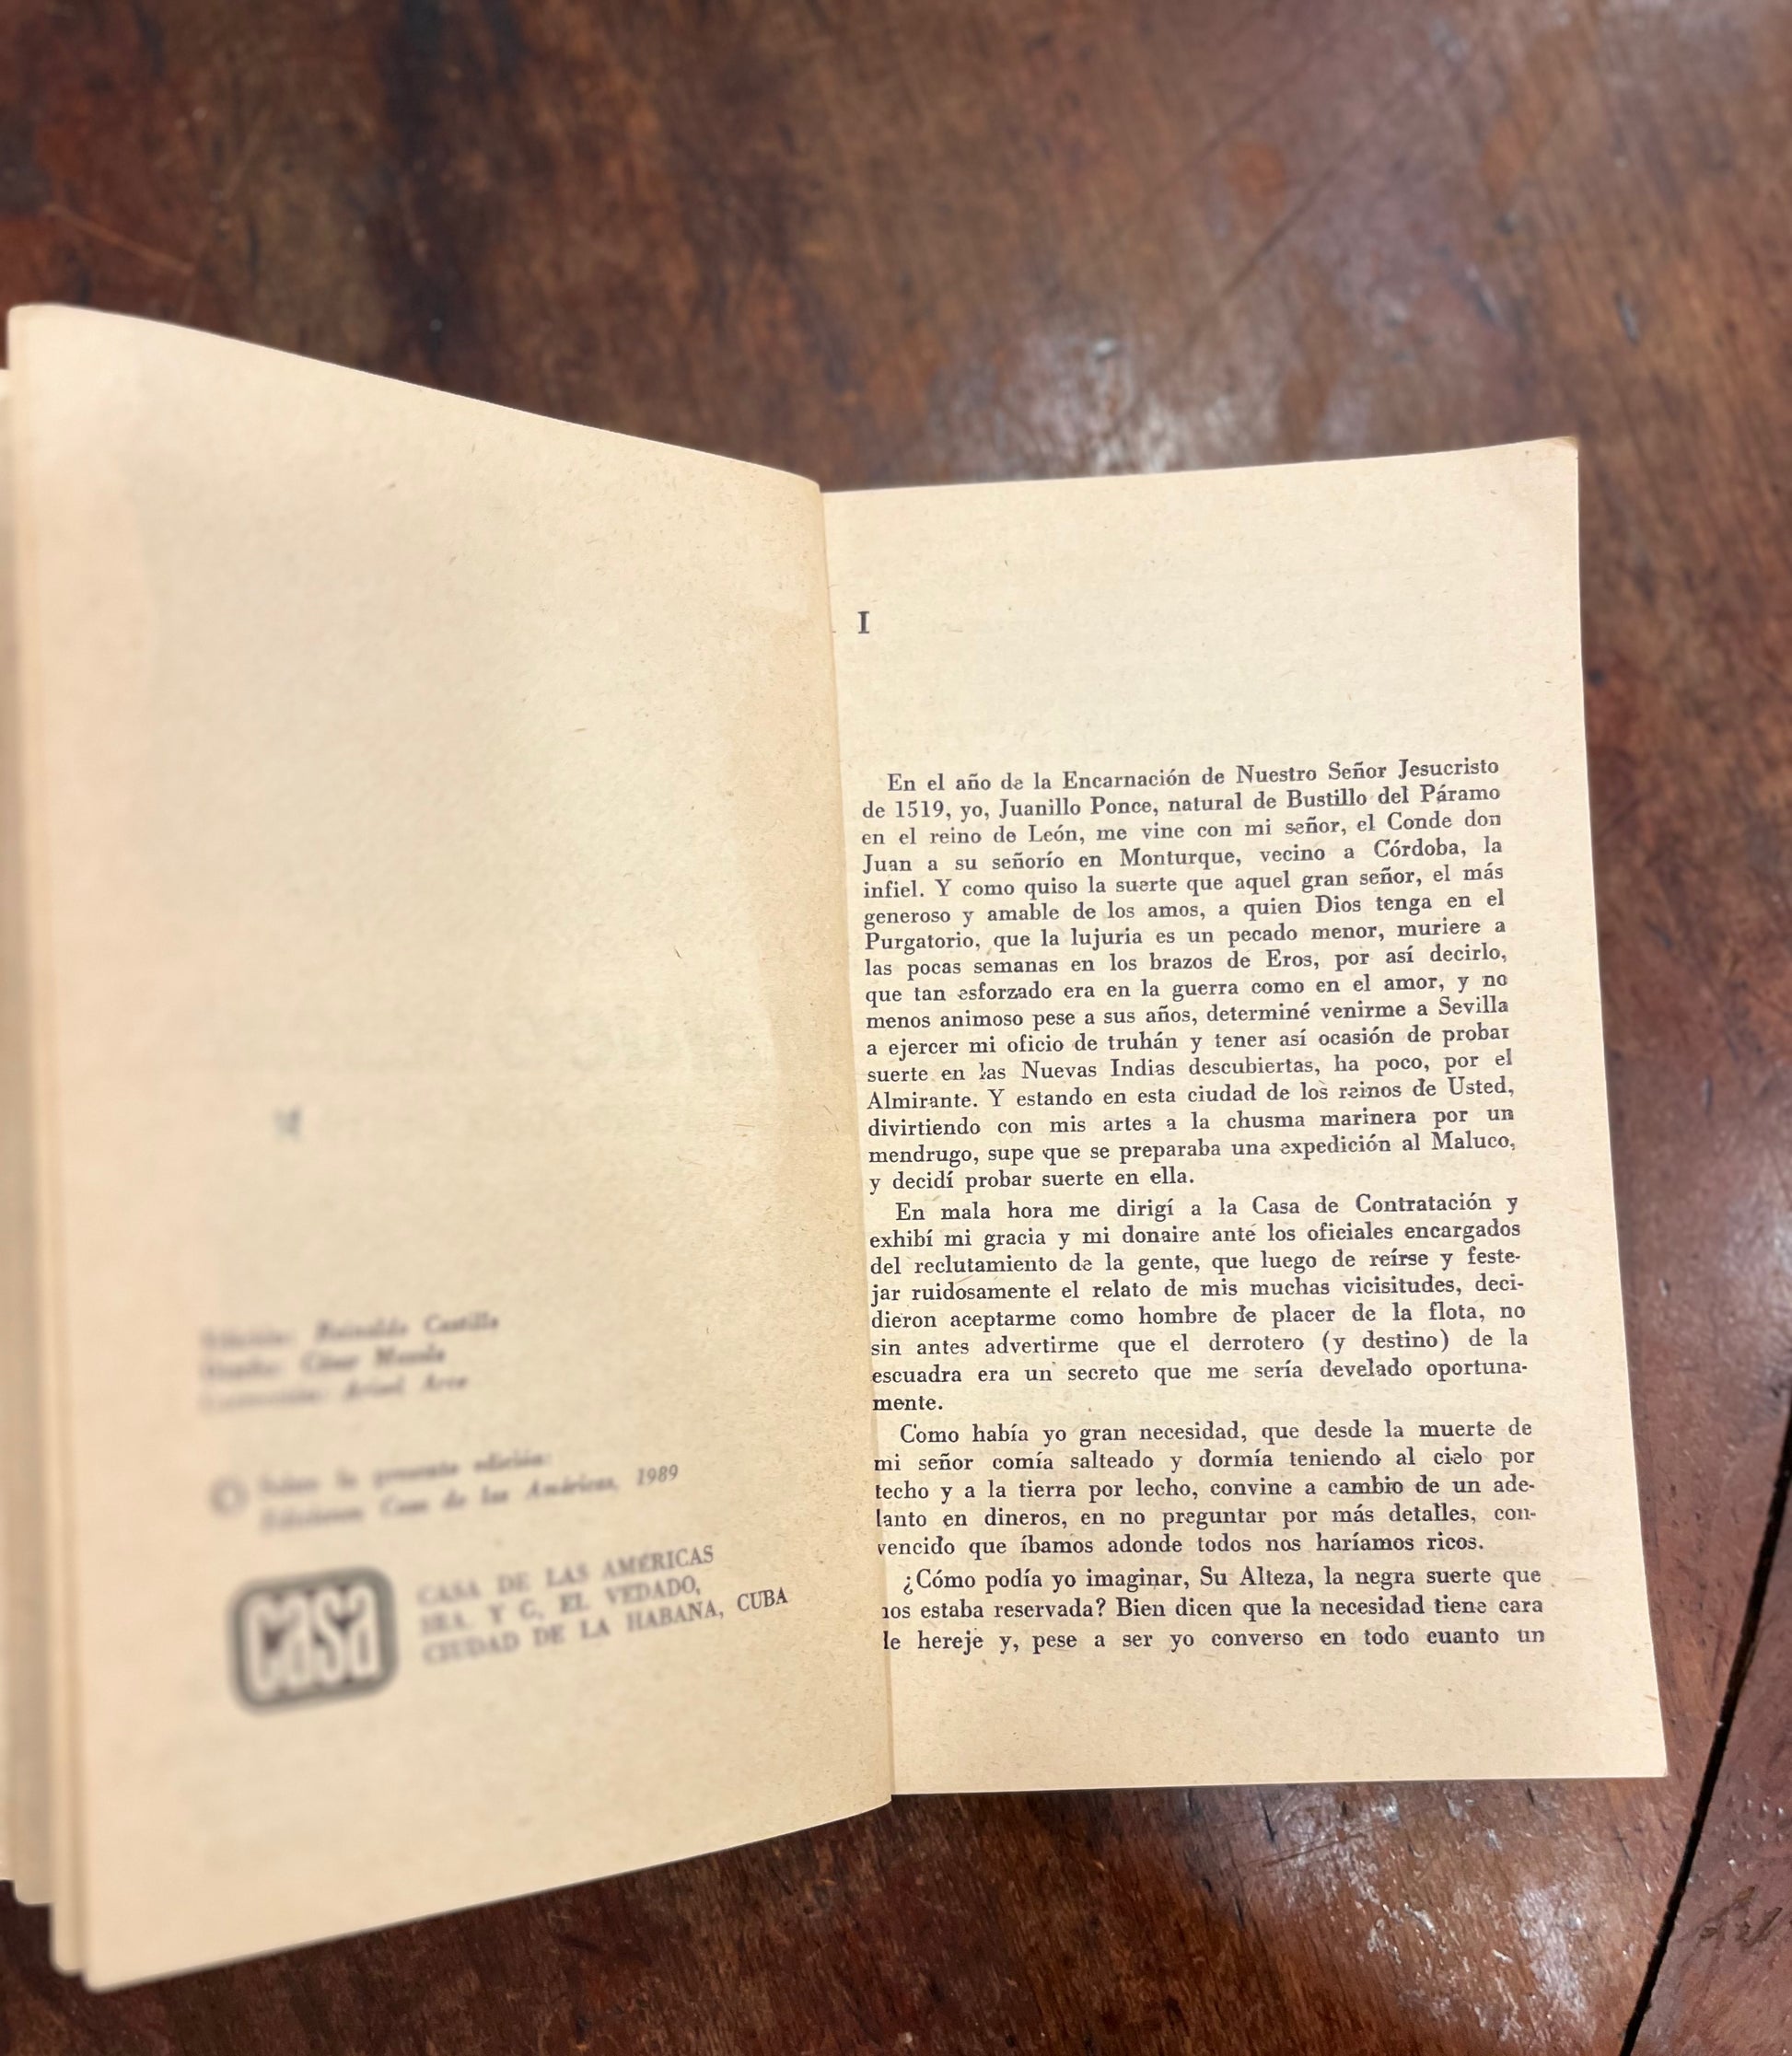 Reinaldo Castillo
César
Ariel Arce
Sobre la presente edición:
Ediciones Casa de las Américas, 1989
casa
CASA DE LAS AMÉRICAS
3RA. Y G, EL VEDADO,
CIUDAD DE LA HABANA, CUBA
I
En el año de la Encarnación de Nuestro Señor Jesucristo
de 1519, yo, Juanillo Ponce, natural de Bustillo del Páramo
en el reino de León, me vine con mi señor, el Conde don
Juan a su señorío en Monturque, vecino a Córdoba, la
infiel. Y como quiso la suerte que aquel gran señor, el más
generoso y amable de los amos, a quien Dios tenga en el
Purgatorio, que la lujuria es un pecado menor, muriere a
las pocas semanas en los brazos de Eros, por así decirlo,
que tan esforzado era en la guerra como en el amor, y no
menos animoso pese a sus años, determiné venirme a Sevilla
a ejercer mi oficio de truhán y tener así ocasión de probar
suerte en las Nuevas Indias descubiertas, ha poco, por el
Almirante. Y estando en esta ciudad de los reinos de Usted,
divirtiendo con mis artes a la chusma marinera por un
mendrugo, supe que se preparaba una expedición al Maluco,
y decidí probar suerte en ella.
En mala hora me dirigí a la Casa de Contratación y
exhibí mi gracia y mi donaire ante los oficiales encargados
del reclutamiento de la gente, que luego de reírse y feste-
jar ruidosamente el relato de mis muchas vicisitudes, deci-
dieron aceptarme como hombre de placer de la flota, no
sin antes advertirme que el derrotero (y destino) de la
escuadra era un secreto que me sería develado oportuna-
mente.
Como había yo gran necesidad, que desde la muerte de
mi señor comía salteado y dormía teniendo al cielo por
techo y a la tierra por lecho, convine a cambio de un ade-
lanto en dineros, en no preguntar por más detalles, con-
vencido que íbamos adonde todos nos haríamos ricos.
¿Cómo podía yo imaginar, Su Alteza, la negra suerte que
nos estaba reservada? Bien dicen que la necesidad tiene cara
de hereje y, pese a ser yo converso en todo cuanto un